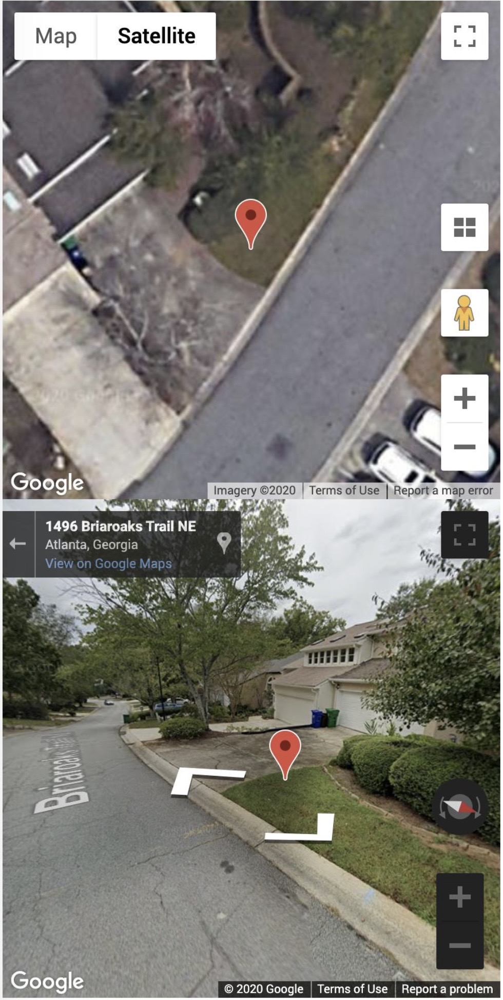 Map Satellite
Google
Imagery ©2020 Terms of Use Report a map error
1496 Briaroaks Trail NE
Atlanta, Georgia
View on Google Maps
Briaroaks Trail
Google
© 2020 Google Terms of Use Report a problem